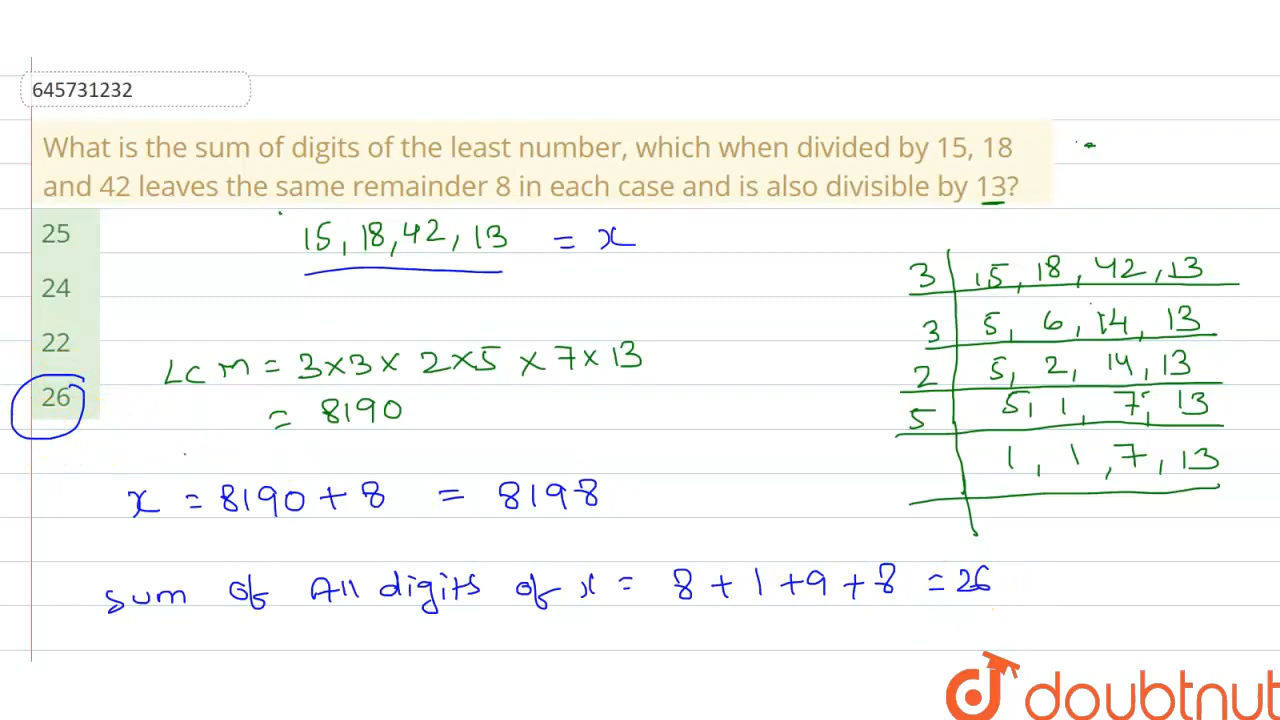 645731232
What is the sum of digits of the least number, which when divided by 15, 18
and 42 leaves the same remainder 8 in each case and is also divisible by 13?
25
24
22
26
15, 18, 42, 13 = x
LCM = 3×3× 2×5 × 7×13
= 8190
x = 8190 + 8 = 8198
sum of All digits of x = 8 + 1 + 9 + 8 = 26
3 | 15, 18, 42, 13
3 | 5, 6, 14, 13
2 | 5, 2, 14, 13
5 | 5, 1, 7, 13
1, 1, 7, 13
doubtnut